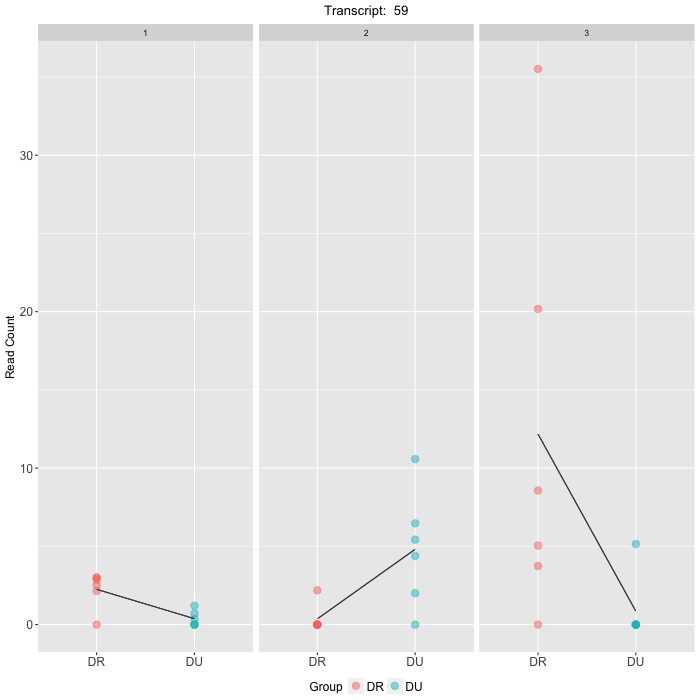 Transcript:  59
1 2 3
Read Count
30
20
10
0
DR DU DR DU DR DU
Group DR DU